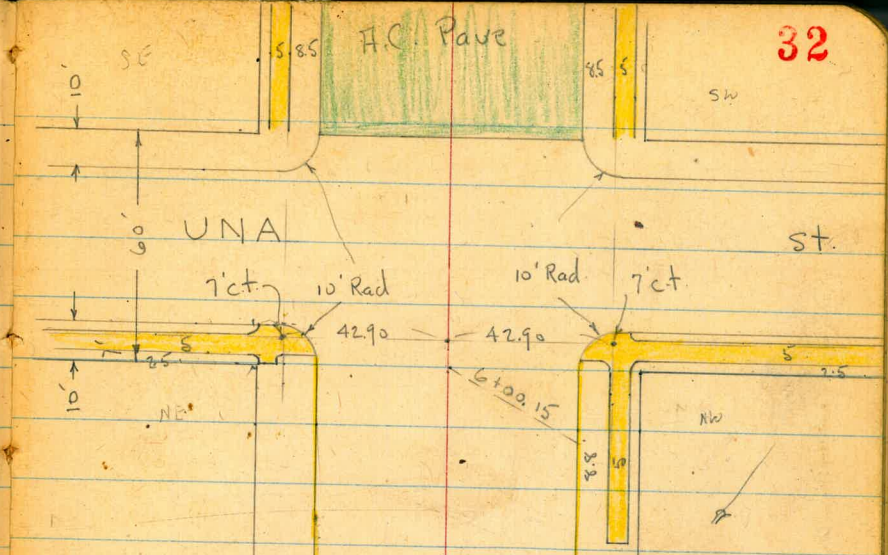 32
A.C. Pave
SE
5 8.5
8.5 5
SW
10'
60'
UNA St.
7'ct. 10' Rad
10' Rad 7'ct
42.90 42.90
5
5
2.5
2.5
1'
10'
6+00.15
NE
NW
8.8 5